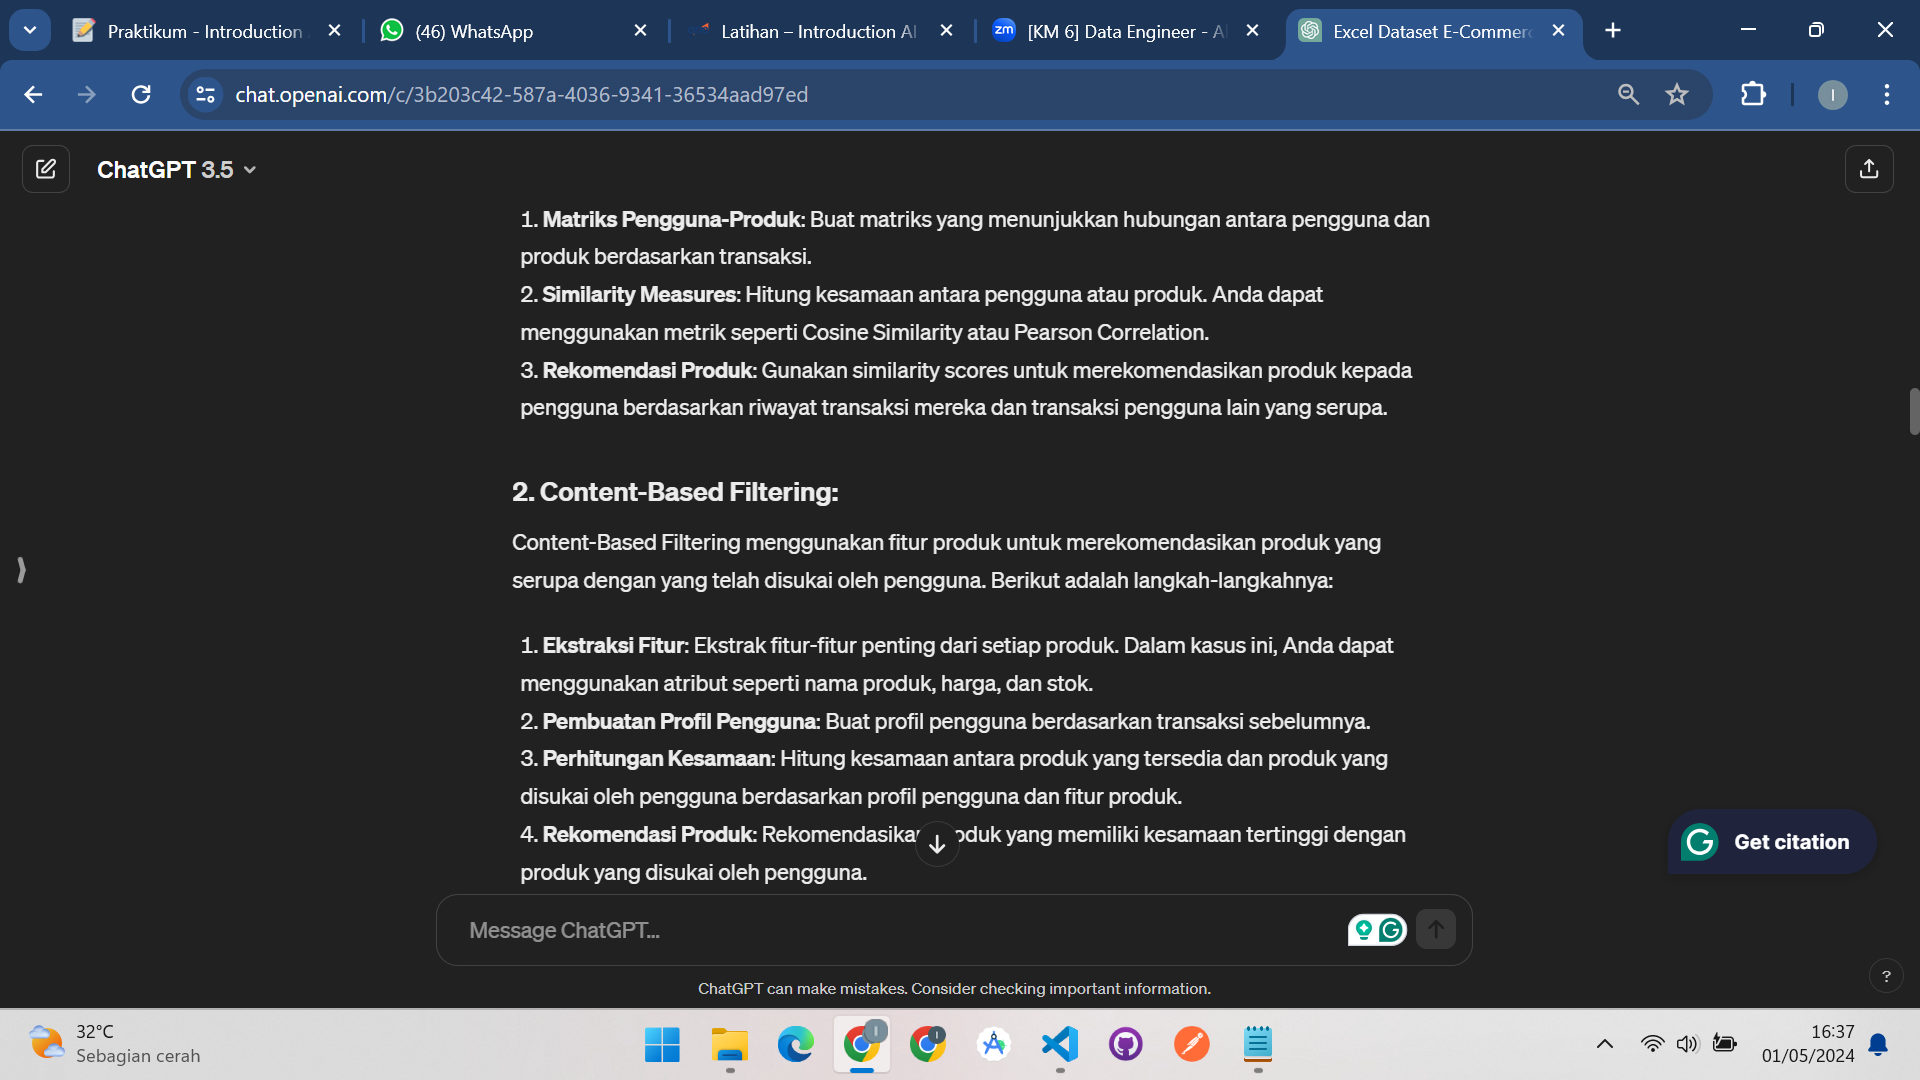 Praktikum - Introduction
(46) WhatsApp
Latihan – Introduction AI
[KM 6] Data Engineer - A
Excel Dataset E-Commerc
chat.openai.com/c/3b203c42-587a-4036-9341-36534aad97ed
ChatGPT 3.5
1. Matriks Pengguna-Produk: Buat matriks yang menunjukkan hubungan antara pengguna dan
produk berdasarkan transaksi.
2. Similarity Measures: Hitung kesamaan antara pengguna atau produk. Anda dapat
menggunakan metrik seperti Cosine Similarity atau Pearson Correlation.
3. Rekomendasi Produk: Gunakan similarity scores untuk merekomendasikan produk kepada
pengguna berdasarkan riwayat transaksi mereka dan transaksi pengguna lain yang serupa.
2. Content-Based Filtering:
Content-Based Filtering menggunakan fitur produk untuk merekomendasikan produk yang
serupa dengan yang telah disukai oleh pengguna. Berikut adalah langkah-langkahnya:
1. Ekstraksi Fitur: Ekstrak fitur-fitur penting dari setiap produk. Dalam kasus ini, Anda dapat
menggunakan atribut seperti nama produk, harga, dan stok.
2. Pembuatan Profil Pengguna: Buat profil pengguna berdasarkan transaksi sebelumnya.
3. Perhitungan Kesamaan: Hitung kesamaan antara produk yang tersedia dan produk yang
disukai oleh pengguna berdasarkan profil pengguna dan fitur produk.
4. Rekomendasi Produk: Rekomendasika oduk yang memiliki kesamaan tertinggi dengan
produk yang disukai oleh pengguna.
Get citation
Message ChatGPT...
ChatGPT can make mistakes. Consider checking important information.
?
32°C
Sebagian cerah
16:37
01/05/2024